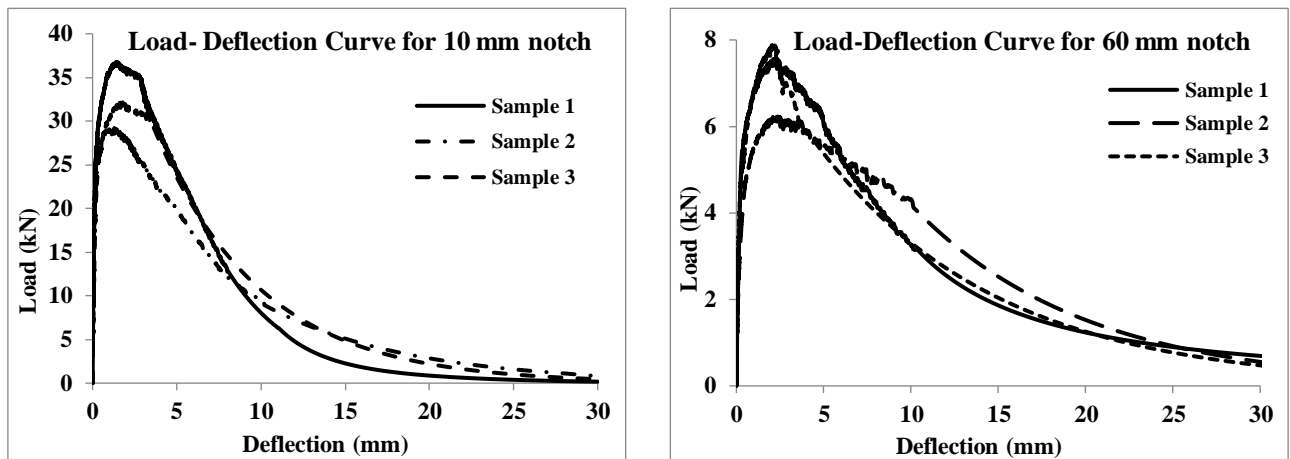 Load- Deflection Curve for 10 mm notch
40
35
30
25
20
15
10
5
0
Load (kN)
Sample 1
Sample 2
Sample 3
0 5 10 15 20 25 30
Deflection (mm)
Load-Deflection Curve for 60 mm notch
8
6
4
2
0
Load (kN)
Sample 1
Sample 2
Sample 3
0 5 10 15 20 25 30
Deflection (mm)